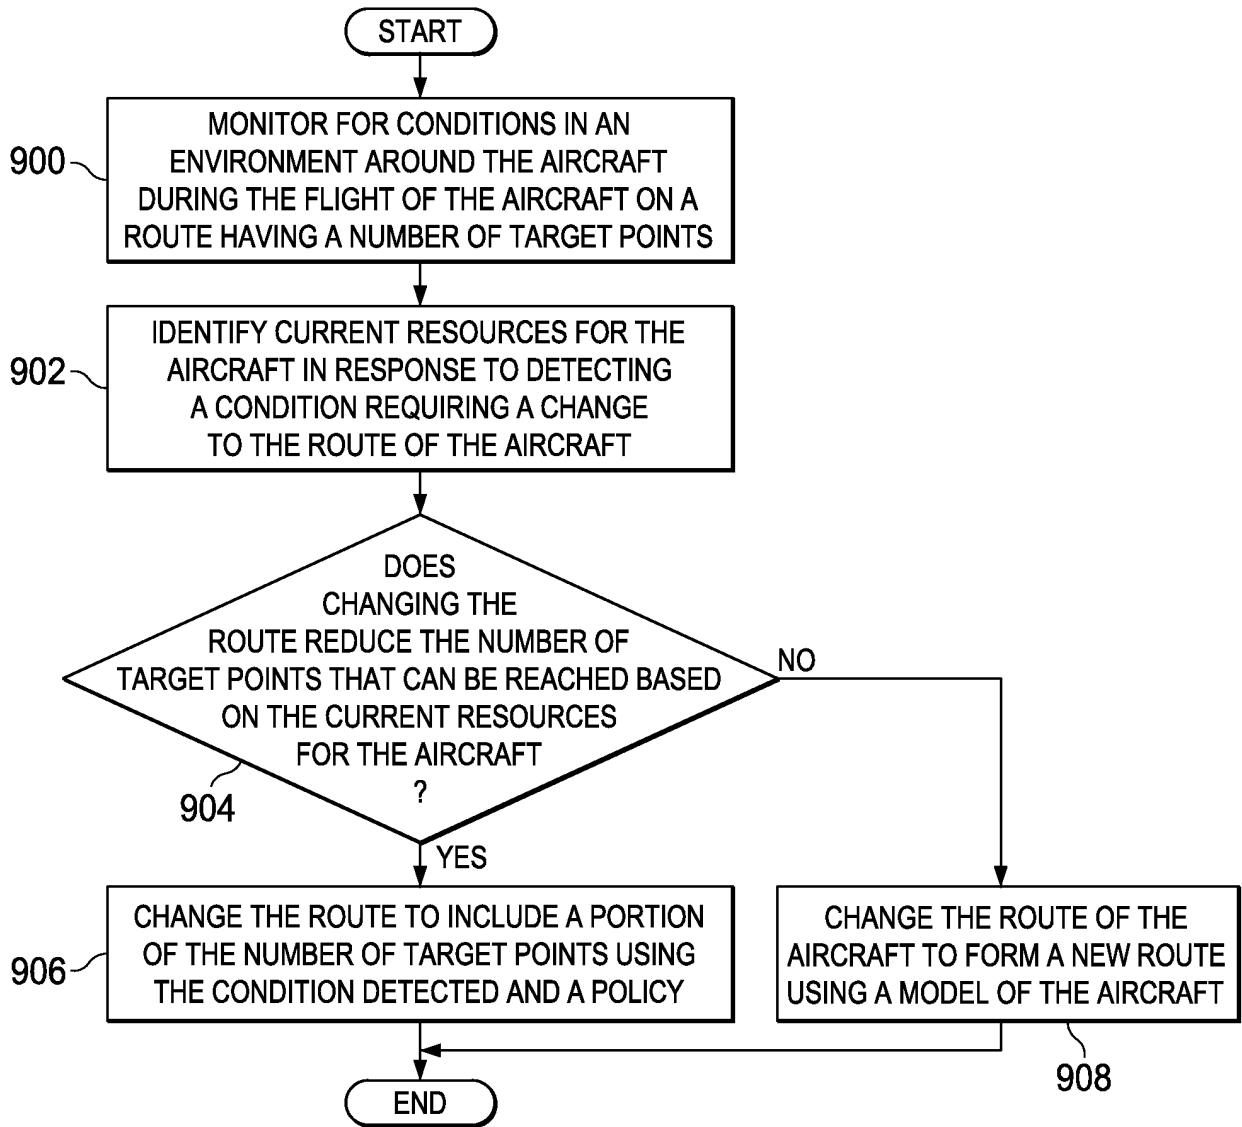 START
900
MONITOR FOR CONDITIONS IN AN
ENVIRONMENT AROUND THE AIRCRAFT
DURING THE FLIGHT OF THE AIRCRAFT ON A
ROUTE HAVING A NUMBER OF TARGET POINTS
902
IDENTIFY CURRENT RESOURCES FOR THE
AIRCRAFT IN RESPONSE TO DETECTING
A CONDITION REQUIRING A CHANGE
TO THE ROUTE OF THE AIRCRAFT
DOES
CHANGING THE
ROUTE REDUCE THE NUMBER OF
TARGET POINTS THAT CAN BE REACHED BASED
ON THE CURRENT RESOURCES
FOR THE AIRCRAFT
?
904
NO
YES
906
CHANGE THE ROUTE TO INCLUDE A PORTION
OF THE NUMBER OF TARGET POINTS USING
THE CONDITION DETECTED AND A POLICY
CHANGE THE ROUTE OF THE
AIRCRAFT TO FORM A NEW ROUTE
USING A MODEL OF THE AIRCRAFT
908
END